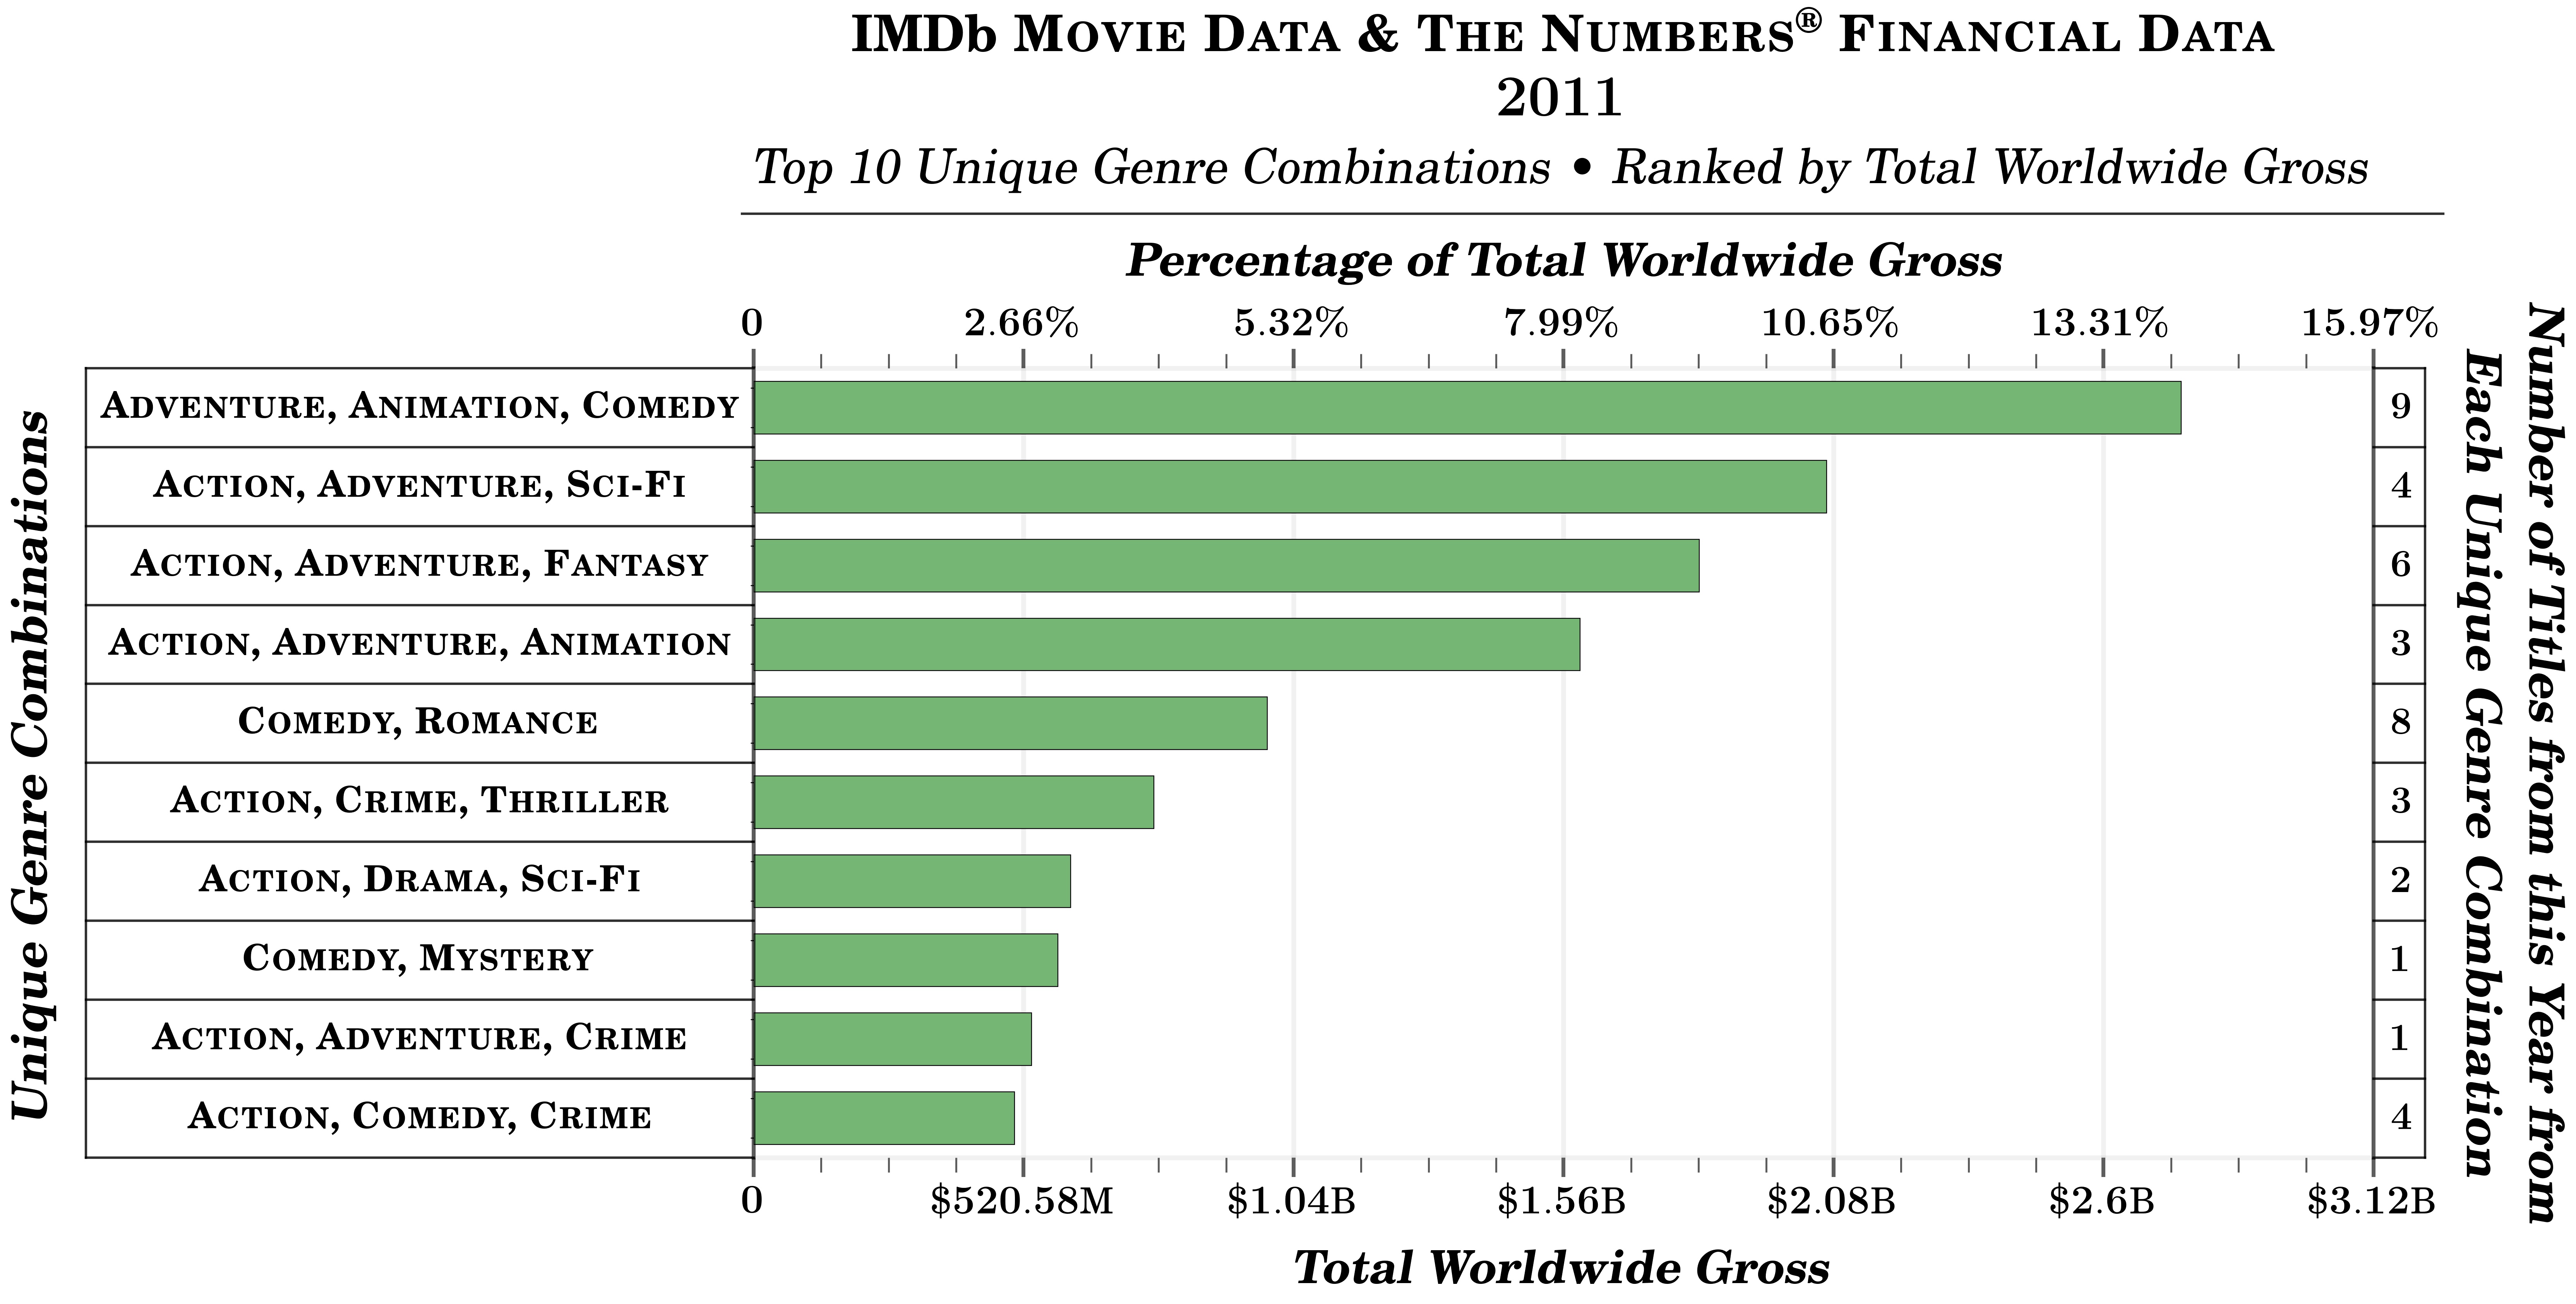 IMDb Movie Data & The Numbers® Financial Data
2011
Top 10 Unique Genre Combinations • Ranked by Total Worldwide Gross
Percentage of Total Worldwide Gross
0 2.66% 5.32% 7.99% 10.65% 13.31% 15.97%
Unique Genre Combinations
Adventure, Animation, Comedy 9
Action, Adventure, Sci-Fi 4
Action, Adventure, Fantasy 6
Action, Adventure, Animation 3
Comedy, Romance 8
Action, Crime, Thriller 3
Action, Drama, Sci-Fi 2
Comedy, Mystery 1
Action, Adventure, Crime 1
Action, Comedy, Crime 4
Number of Titles from this Year from
Each Unique Genre Combination
0 $520.58M $1.04B $1.56B $2.08B $2.6B $3.12B
Total Worldwide Gross